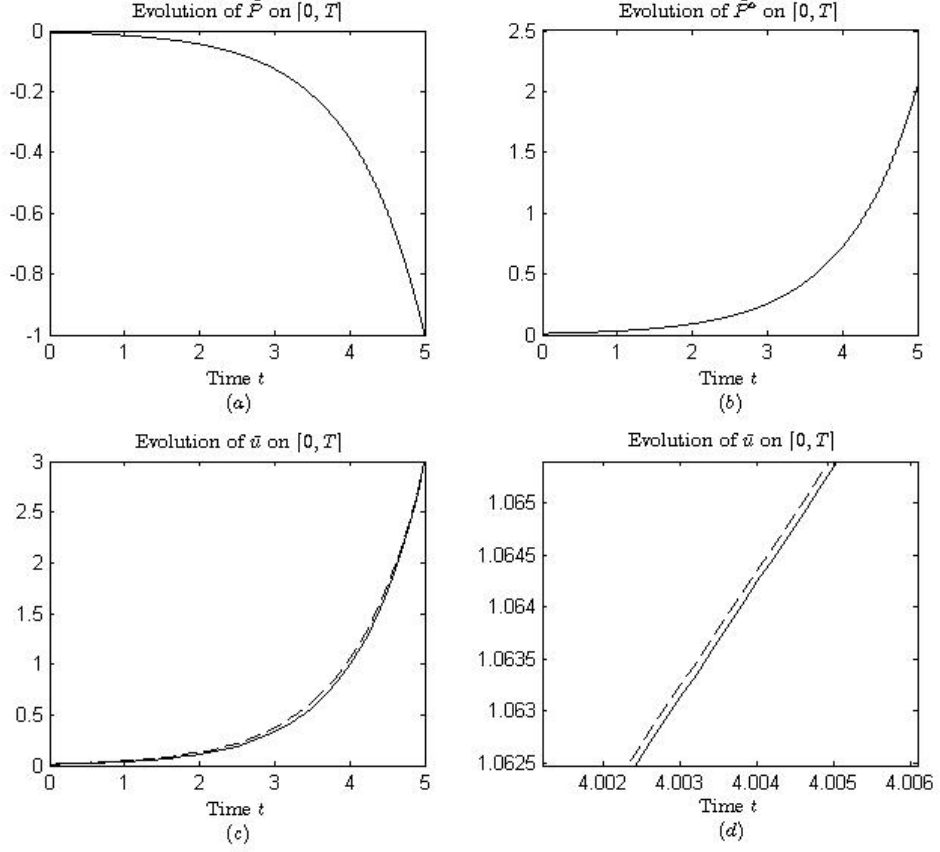 Evolution of P̃ on [0, T]
0
-0.2
-0.4
-0.6
-0.8
-1
0 1 2 3 4 5
Time t
(a)
Evolution of on [0, T]
2.5
2
1.5
1
0.5
0
0 1 2 3 4 5
Time t
(b)
Evolution of ū on [0, T]
3
2.5
2
1.5
1
0.5
0
0 1 2 3 4 5
Time t
(c)
Evolution of ū on [0, T]
1.065
1.0645
1.064
1.0635
1.063
1.0625
4.002 4.003 4.004 4.005 4.006
Time t
(d)